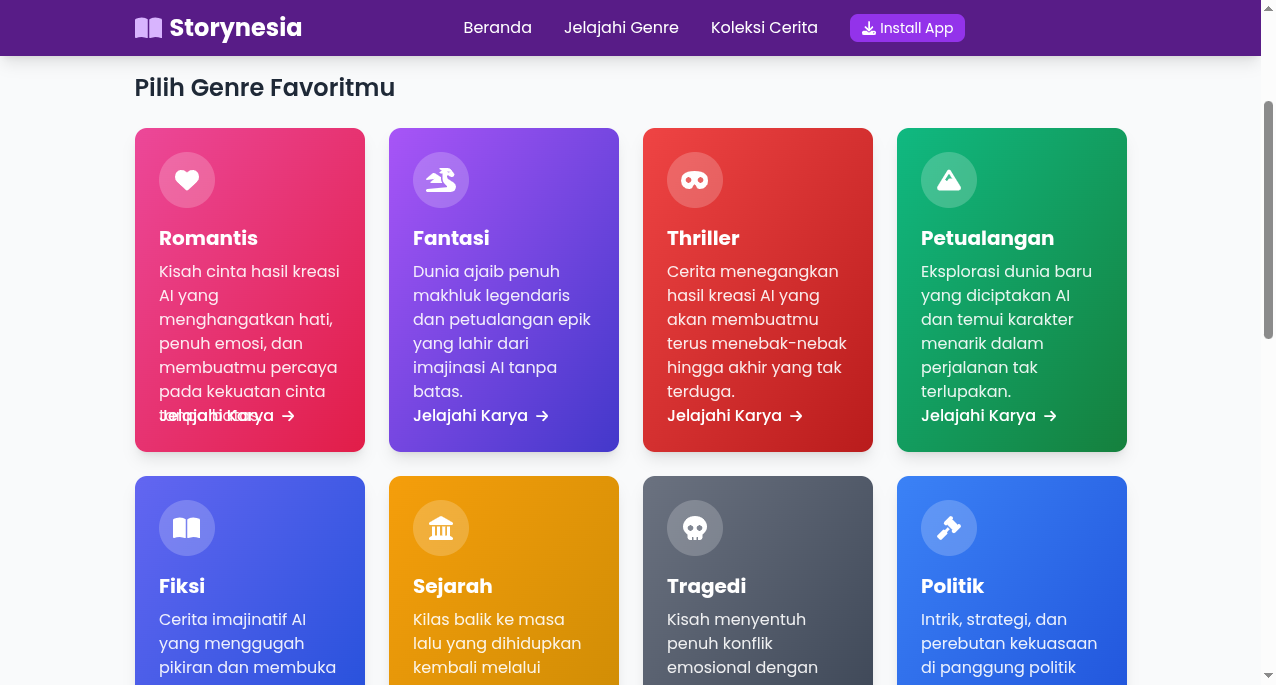 Storynesia
Beranda
Jelajahi Genre
Koleksi Cerita
Install App
Pilih Genre Favoritmu
Romantis
Kisah cinta hasil kreasi
AI yang
menghangatkan hati,
penuh emosi, dan
membuatmu percaya
pada kekuatan cinta
Jelajahi Karya →
Fantasi
Dunia ajaib penuh
makhluk legendaris
dan petualangan epik
yang lahir dari
imajinasi AI tanpa
batas.
Jelajahi Karya →
Thriller
Cerita menegangkan
hasil kreasi AI yang
akan membuatmu
terus menebak-nebak
hingga akhir yang tak
terduga.
Jelajahi Karya →
Petualangan
Eksplorasi dunia baru
yang diciptakan AI
dan temui karakter
menarik dalam
perjalanan tak
terlupakan.
Jelajahi Karya →
Fiksi
Cerita imajinatif AI
yang menggugah
pikiran dan membuka
Sejarah
Kilas balik ke masa
lalu yang dihidupkan
kembali melalui
Tragedi
Kisah menyentuh
penuh konflik
emosional dengan
Politik
Intrik, strategi, dan
perebutan kekuasaan
di panggung politik